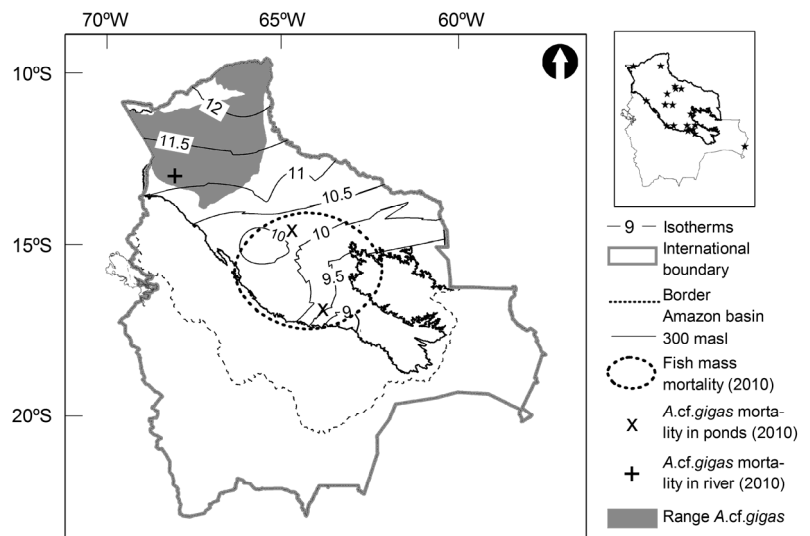 70ºW 65ºW 60ºW
10ºS
15ºS
20ºS
12
11.5
11
10.5
10
10
9.5
9
x
+
x
– 9 – Isotherms
International
boundary
Border
Amazon basin
300 masl
Fish mass
mortality (2010)
x A.cf.gigas morta-
lity in ponds (2010)
+ A.cf.gigas morta-
lity in river (2010)
Range A.cf.gigas